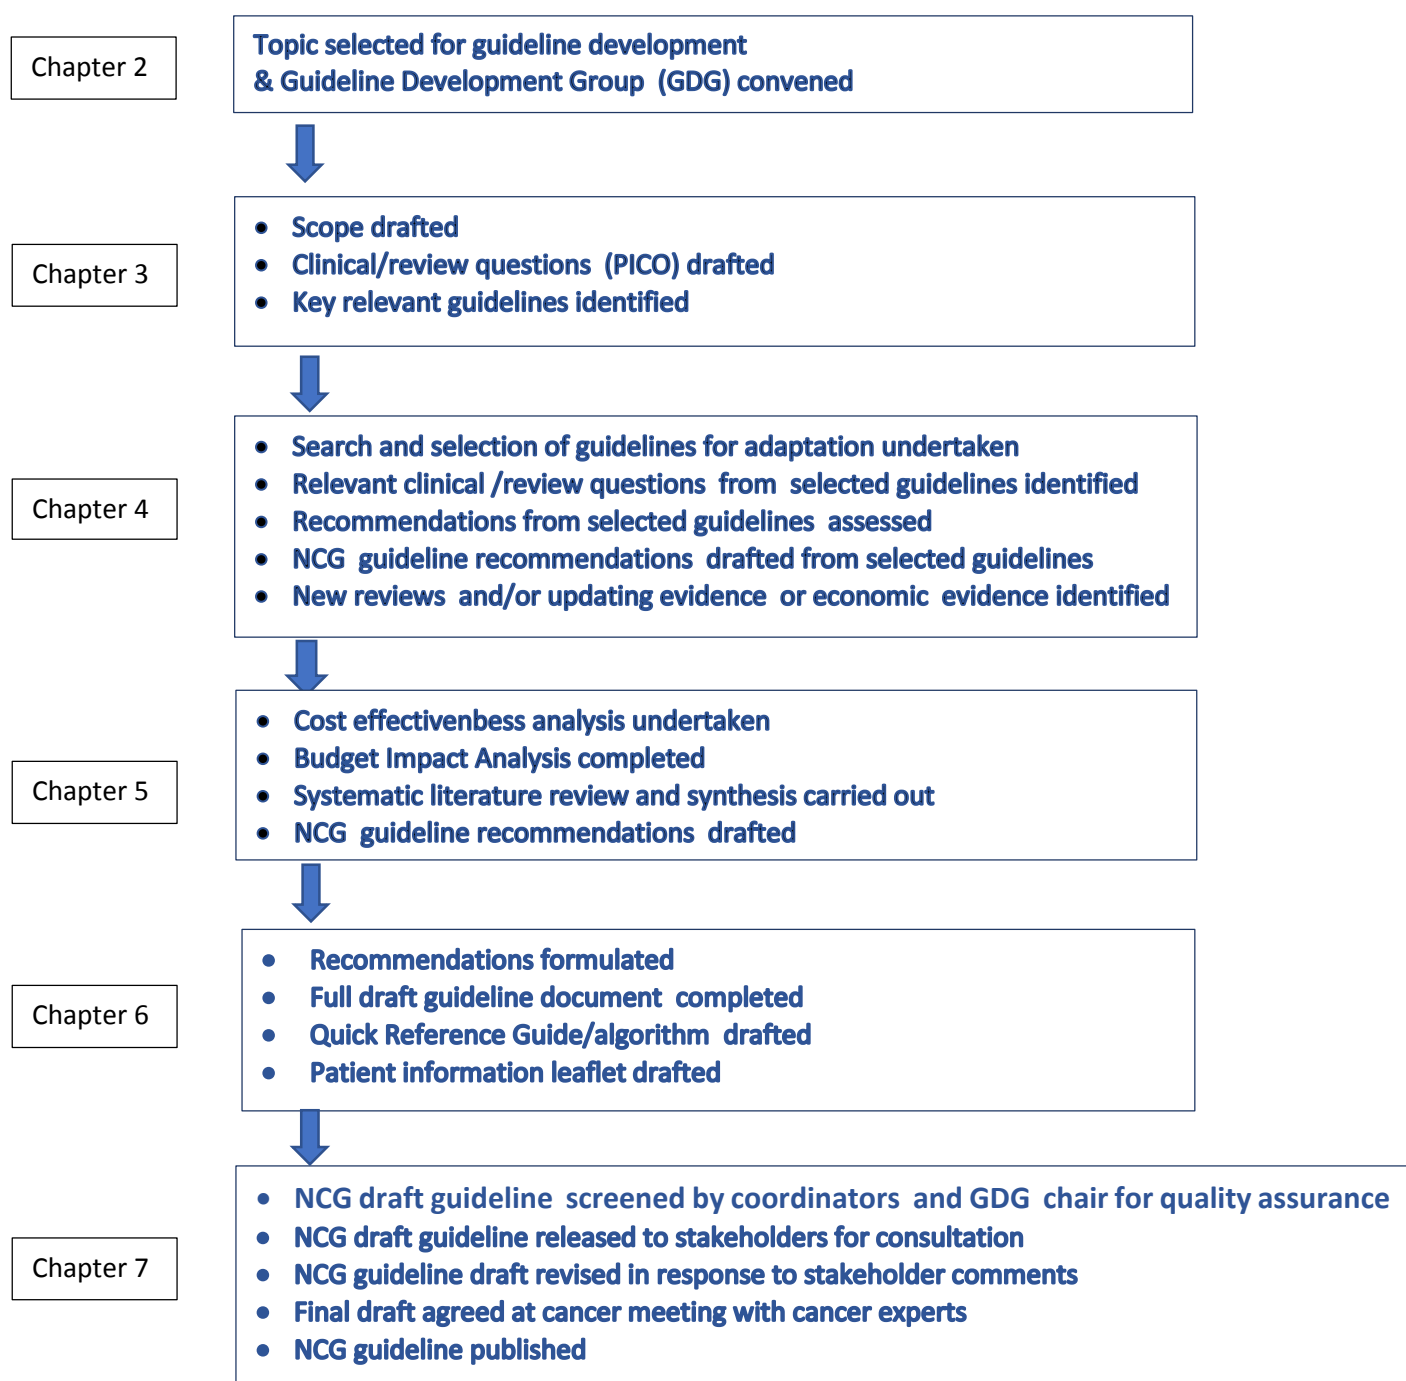 Chapter 2
Topic selected for guideline development
& Guideline Development Group (GDG) convened
Chapter 3
• Scope drafted
• Clinical/review questions (PICO) drafted
• Key relevant guidelines identified
Chapter 4
• Search and selection of guidelines for adaptation undertaken
• Relevant clinical /review questions from selected guidelines identified
• Recommendations from selected guidelines assessed
• NCG guideline recommendations drafted from selected guidelines
• New reviews and/or updating evidence or economic evidence identified
Chapter 5
• Cost effectivenbess analysis undertaken
• Budget Impact Analysis completed
• Systematic literature review and synthesis carried out
• NCG guideline recommendations drafted
Chapter 6
• Recommendations formulated
• Full draft guideline document completed
• Quick Reference Guide/algorithm drafted
• Patient information leaflet drafted
Chapter 7
• NCG draft guideline screened by coordinators and GDG chair for quality assurance
• NCG draft guideline released to stakeholders for consultation
• NCG guideline draft revised in response to stakeholder comments
• Final draft agreed at cancer meeting with cancer experts
• NCG guideline published